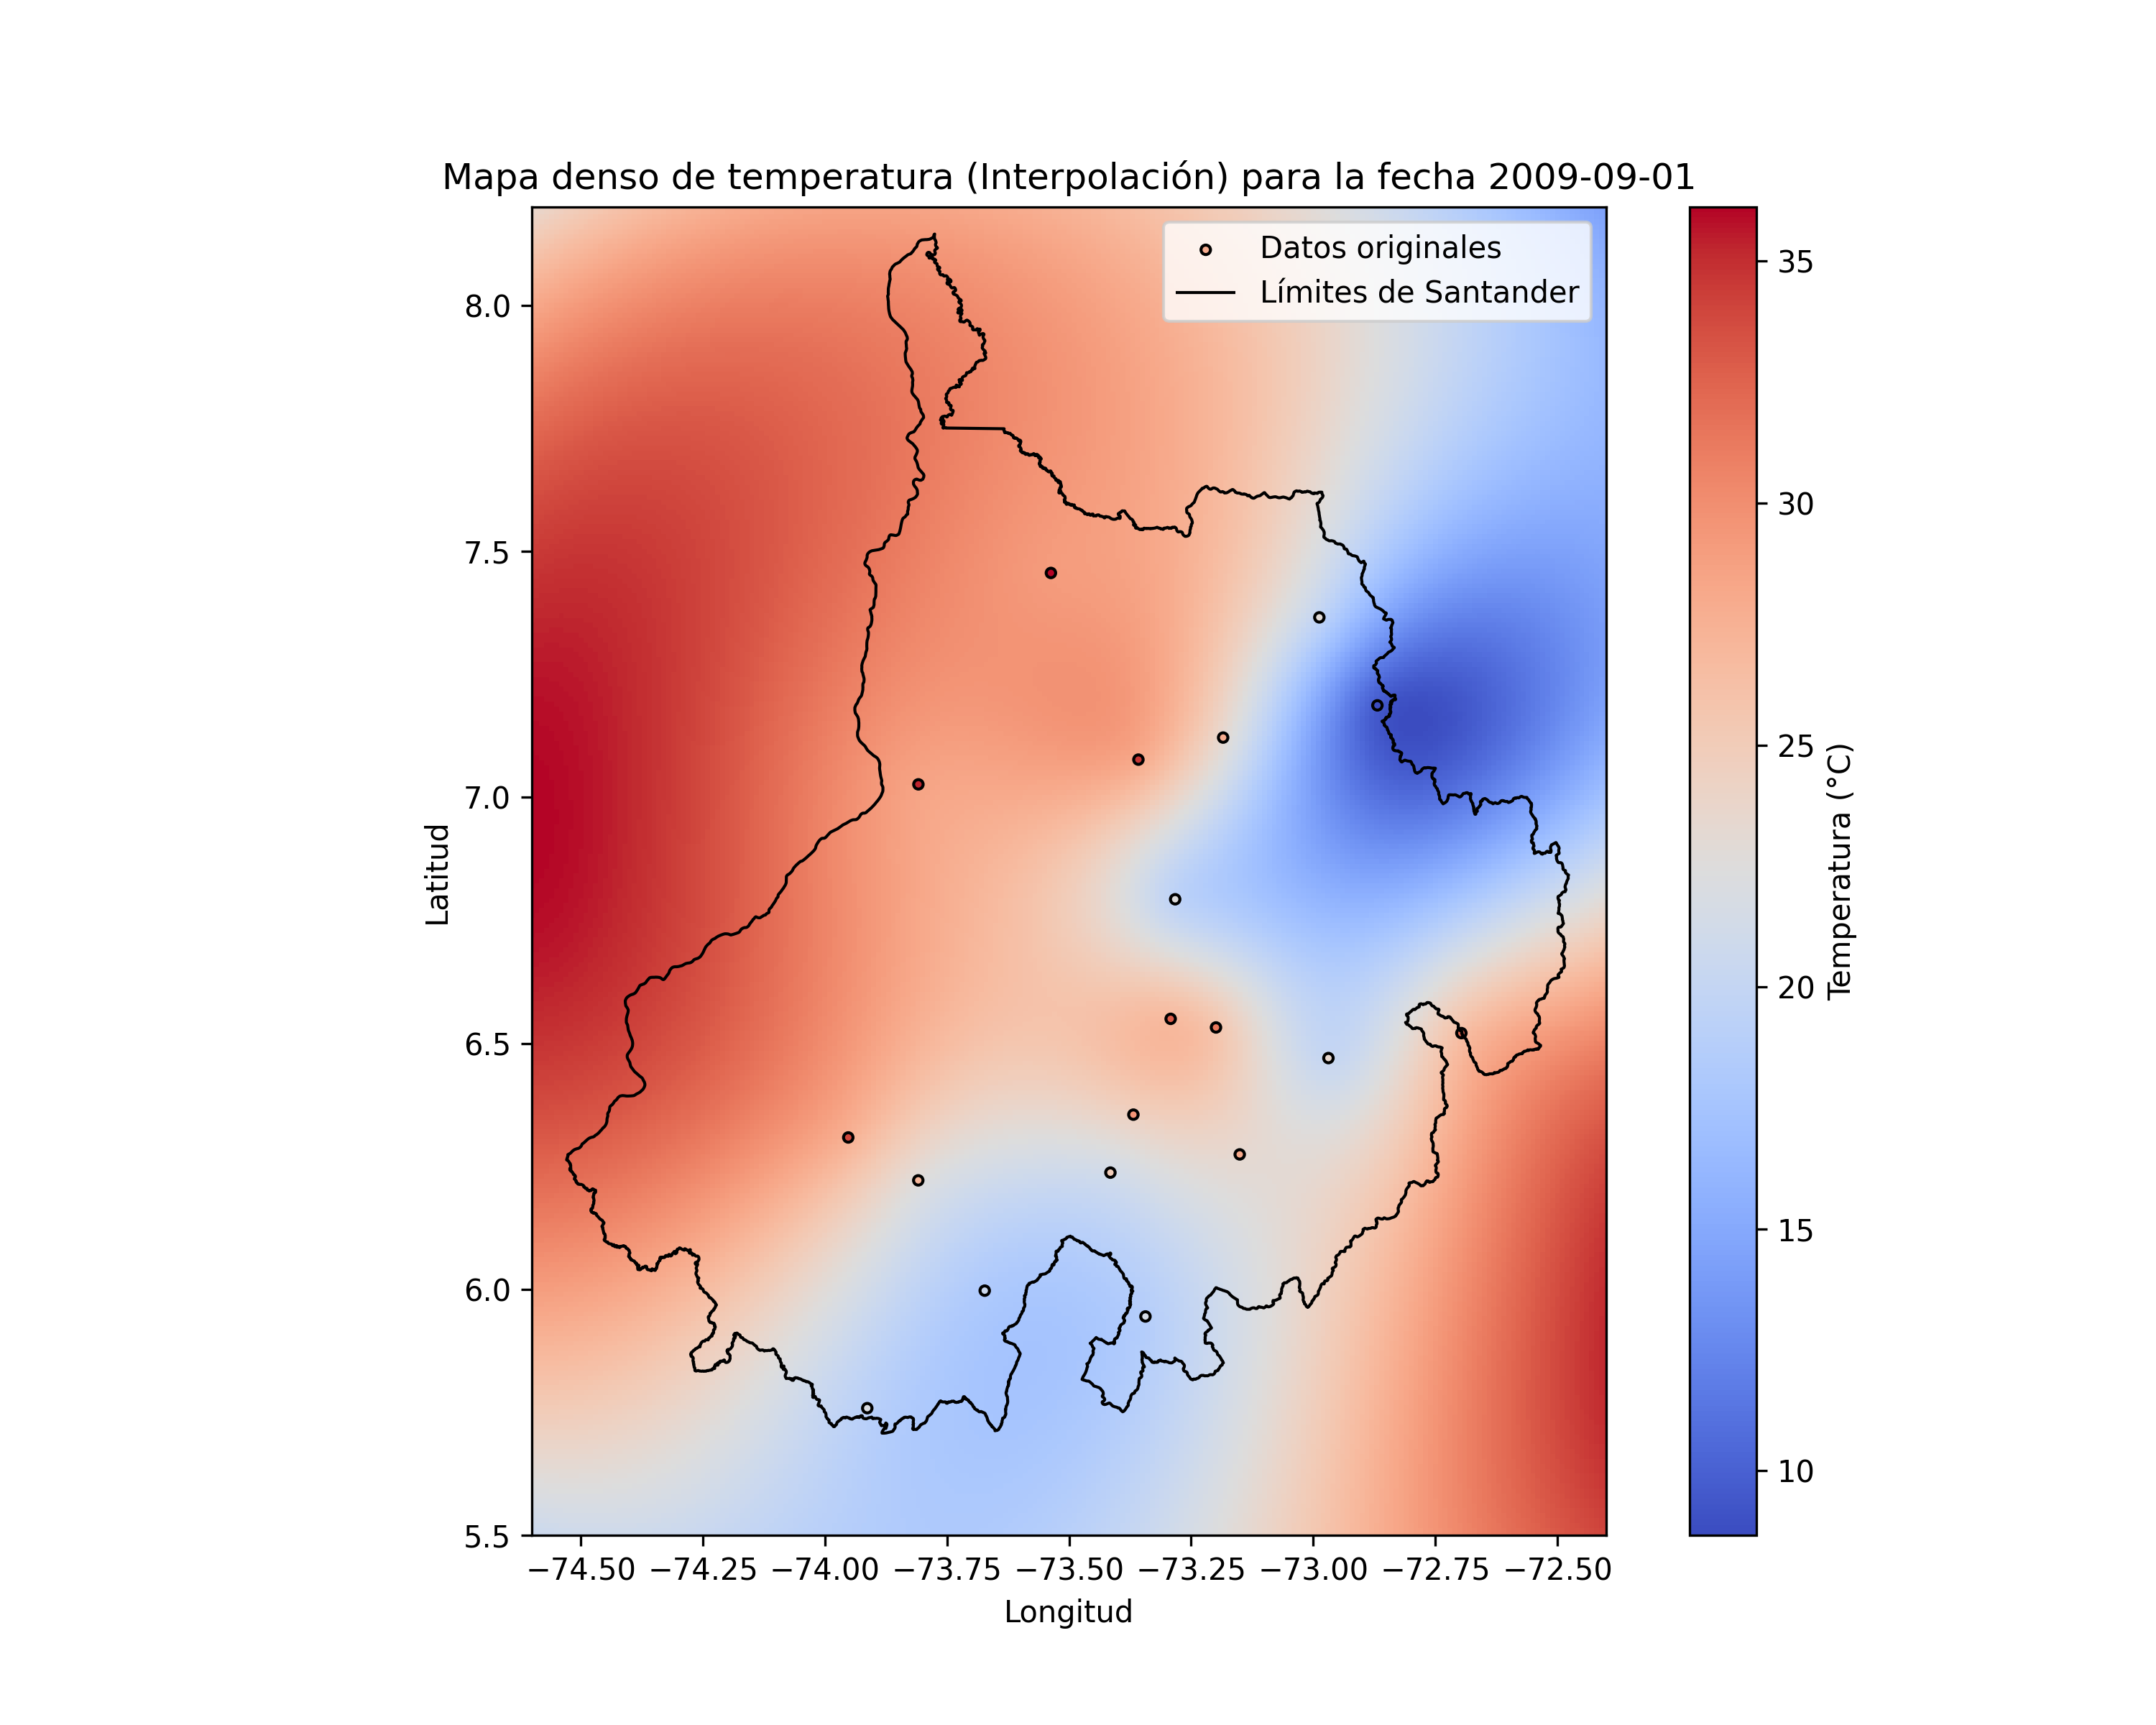 Mapa denso de temperatura (Interpolación) para la fecha 2009-09-01
Datos originales
Límites de Santander
8.0
7.5
7.0
6.5
6.0
5.5
Latitud
−74.50 −74.25 −74.00 −73.75 −73.50 −73.25 −73.00 −72.75 −72.50
Longitud
35
30
25
20
15
10
Temperatura (°C)